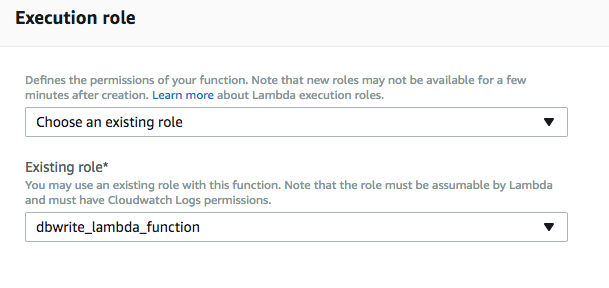 Execution role
Defines the permissions of your function. Note that new roles may not be available for a few
minutes after creation. Learn more about Lambda execution roles.
Choose an existing role
Existing role*
You may use an existing role with this function. Note that the role must be assumable by Lambda
and must have Cloudwatch Logs permissions.
dbwrite_lambda_function